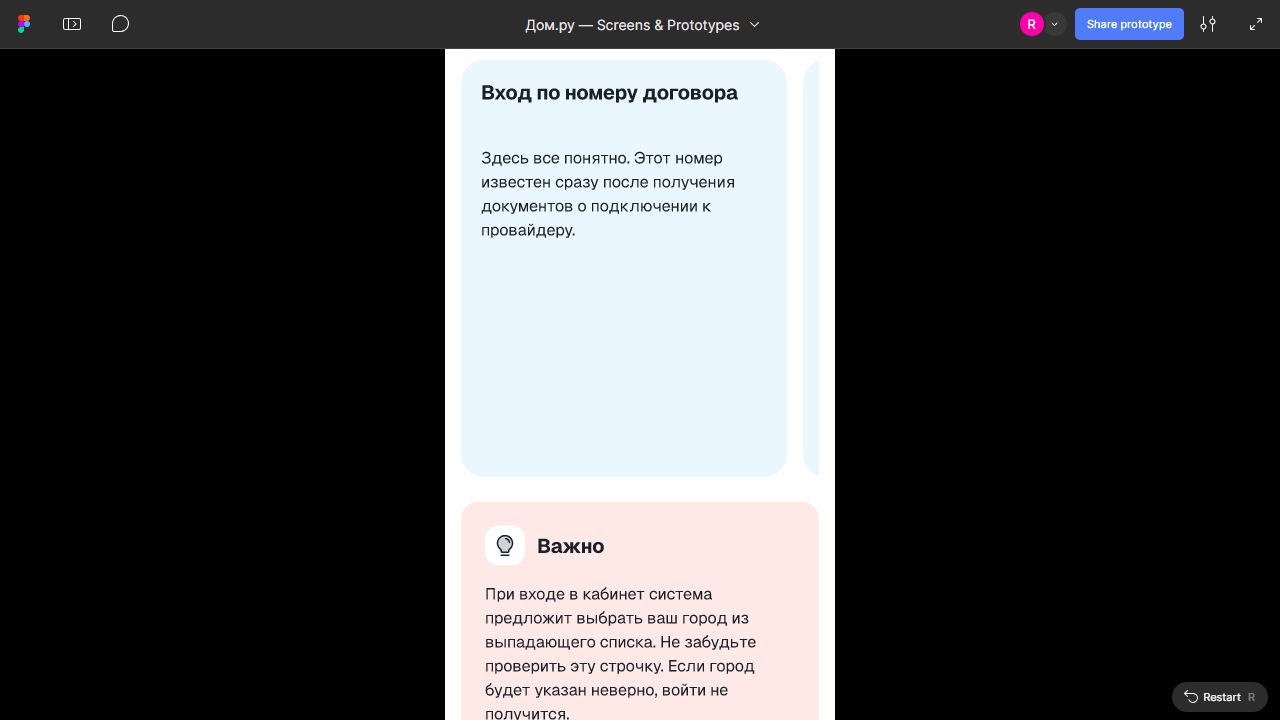 Дом.ру — Screens & Prototypes
R
Share prototype
Вход по номеру договора
Здесь все понятно. Этот номер
известен сразу после получения
документов о подключении к
провайдеру.
Важно
При входе в кабинет система
предложит выбрать ваш город из
выпадающего списка. Не забудьте
проверить эту строчку. Если город
будет указан неверно, войти не
получится.
Restart R